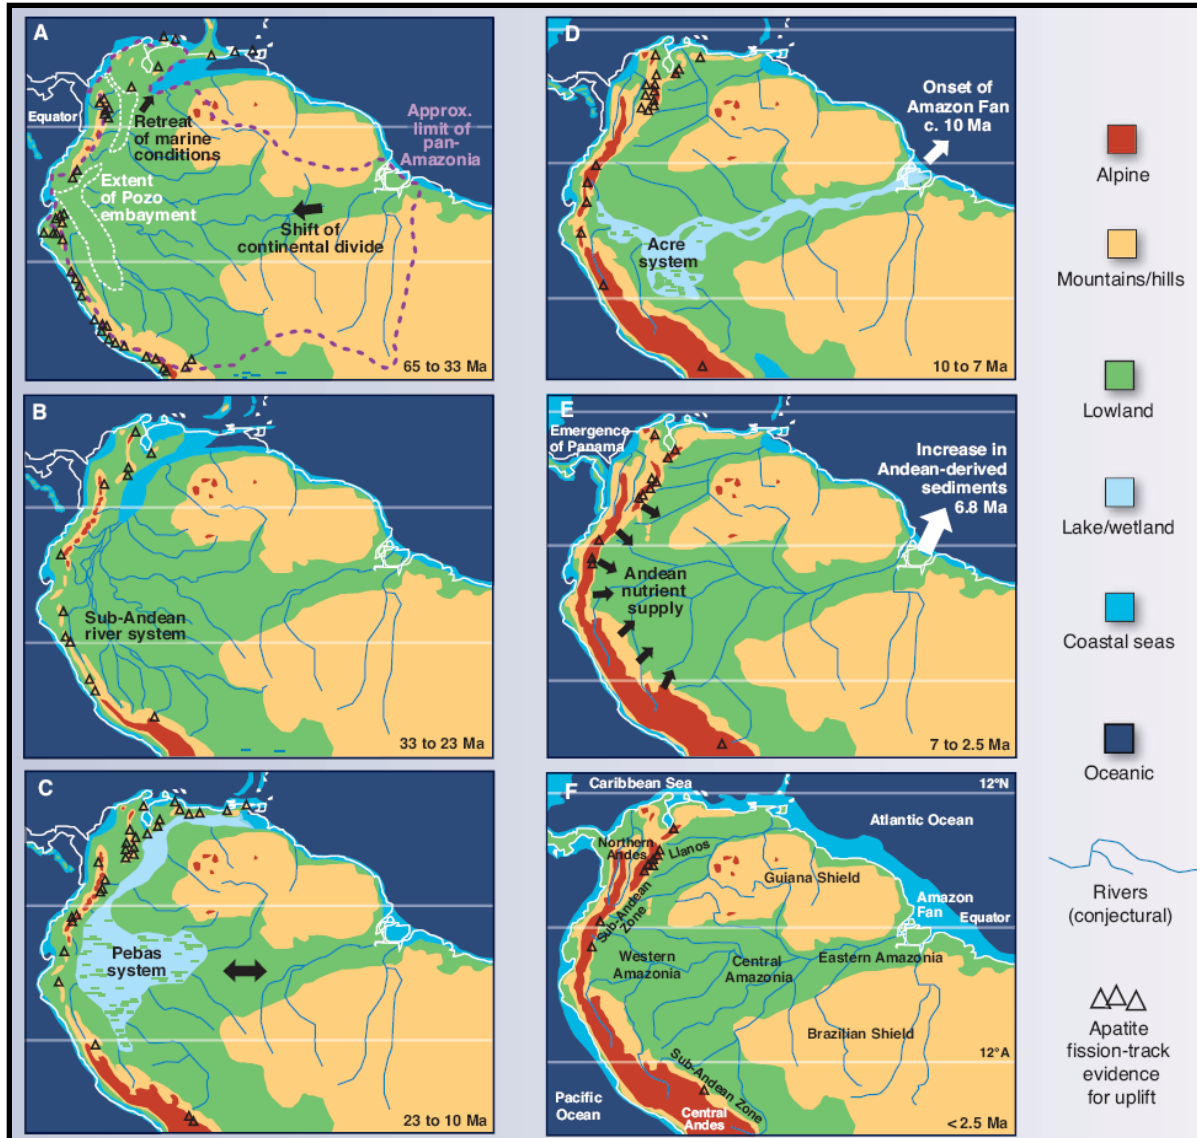 A
Equator
Retreat
of marine
conditions
Approx.
limit of
pan-
Amazonia
Extent
of Pozo
embayment
Shift of
continental divide
65 to 33 Ma
B
Sub-Andean
river system
33 to 23 Ma
C
Pebas
system
23 to 10 Ma
D
Onset of
Amazon Fan
c. 10 Ma
Acre
system
10 to 7 Ma
E
Emergence
of Panama
Increase in
Andean-derived
sediments
6.8 Ma
Andean
nutrient
supply
7 to 2.5 Ma
F
Caribbean Sea
12°N
Atlantic Ocean
Northern
Andes
Llanos
Guiana Shield
Sub-Andean
Zone
Amazon
Fan
Equator
Western
Amazonia
Central
Amazonia
Eastern Amazonia
Brazilian Shield
12°A
Sub-Andean Zone
Pacific
Ocean
Central
Andes
< 2.5 Ma
Alpine
Mountains/hills
Lowland
Lake/wetland
Coastal seas
Oceanic
Rivers
(conjectural)
Apatite
fission-track
evidence
for uplift